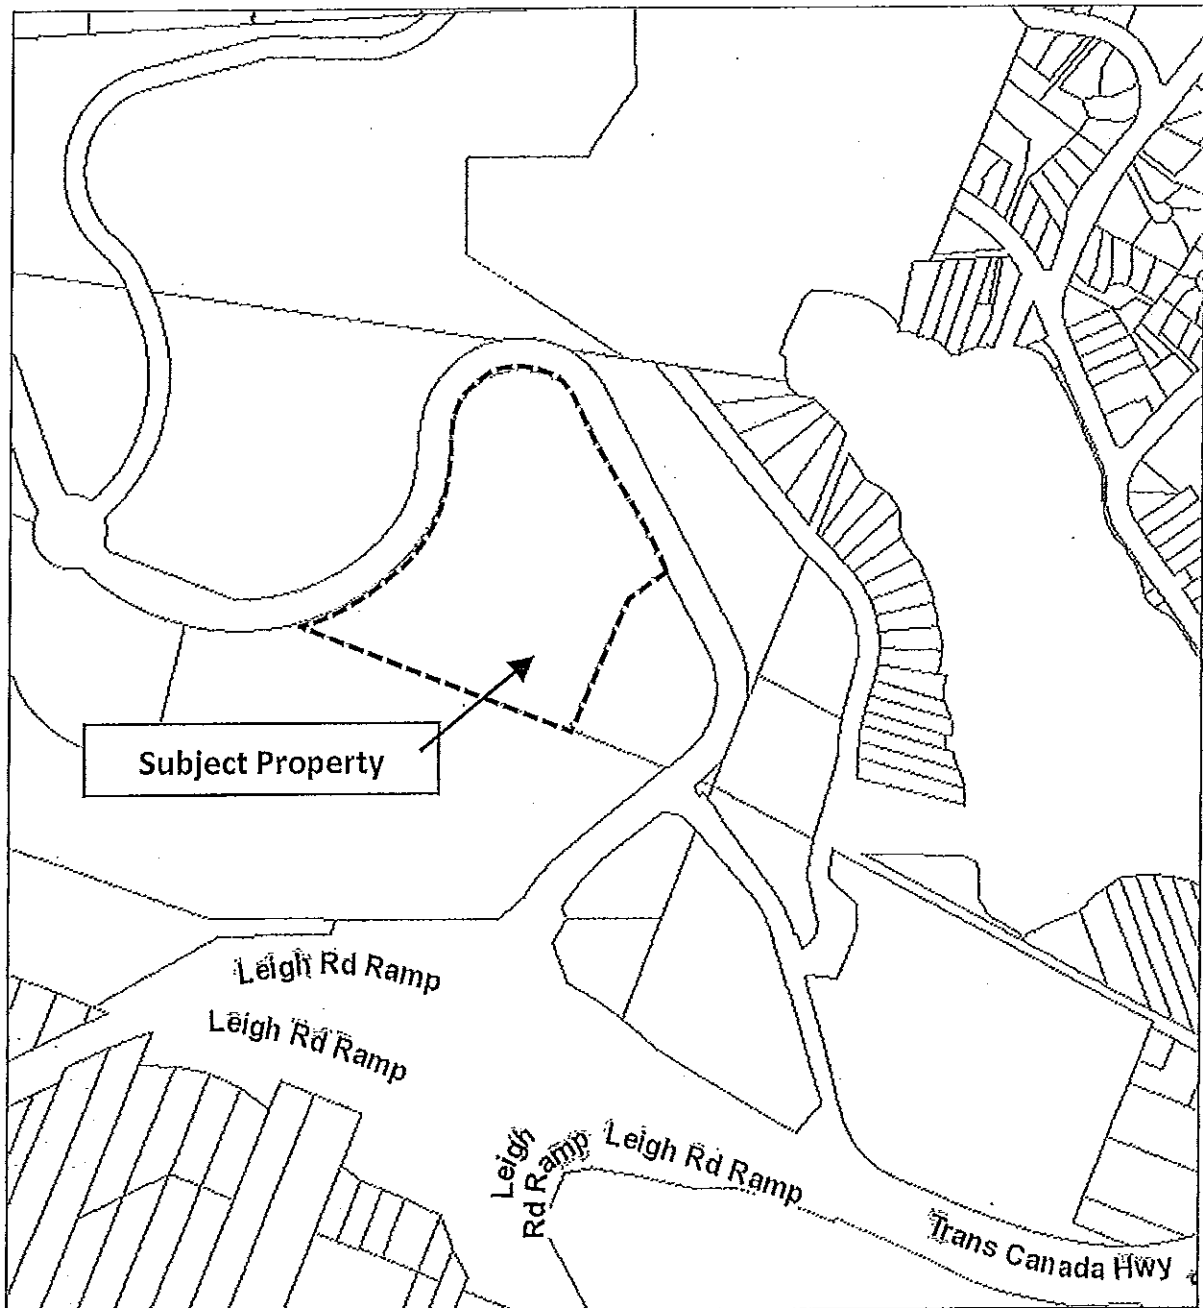 Subject Property
Leigh Rd Ramp
Leigh Rd Ramp
Leigh
Rd Ramp
Leigh Rd Ramp
Trans Canada Hwy